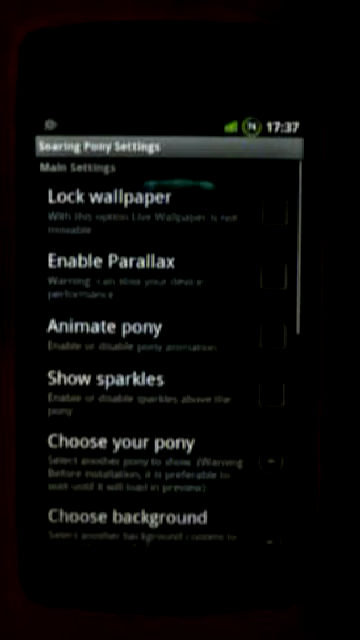 17:37
Soaring Pony Settings
Main Settings
Lock wallpaper
With this option Live Wallpaper is not
movable
Enable Parallax
Warning: can slow your device
performance
Animate pony
Enable or disable pony animation
Show sparkles
Enable or disable sparkles above the
pony
Choose your pony
Select another pony to show. (Warning
Before installation, it is preferable to
wait until it will load in preview)
Choose background
Select another background